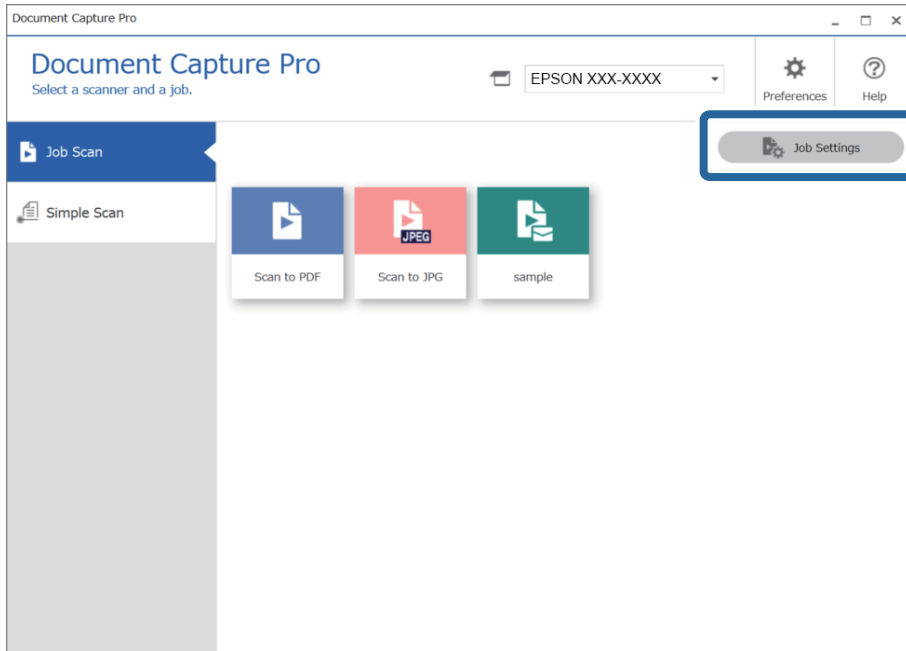 Document Capture Pro
Document Capture Pro
Select a scanner and a job.
EPSON XXX-XXXX
Preferences
Help
Job Scan
Job Settings
Simple Scan
JPEG
Scan to PDF
Scan to JPG
sample